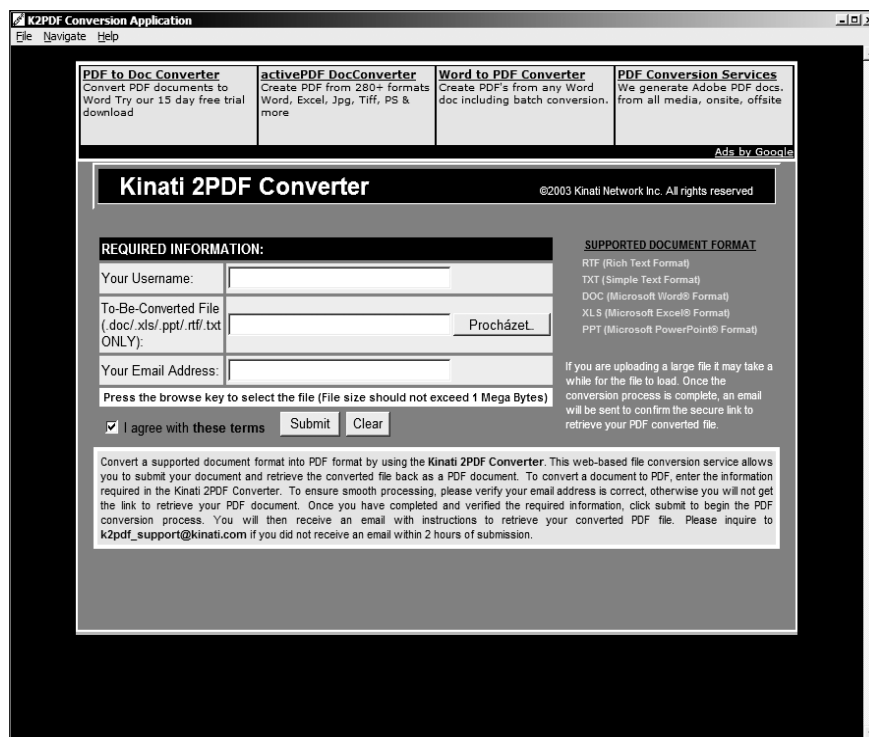 K2PDF Conversion Application
File Navigate Help
PDF to Doc Converter
Convert PDF documents to
Word Try our 15 day free trial
download
activePDF DocConverter
Create PDF from 280+ formats
Word, Excel, Jpg, Tiff, PS &
more
Word to PDF Converter
Create PDF's from any Word
doc including batch conversion.
PDF Conversion Services
We generate Adobe PDF docs.
from all media, onsite, offsite
Ads by Google
Kinati 2PDF Converter
©2003 Kinati Network Inc. All rights reserved
REQUIRED INFORMATION:
Your Username:
To-Be-Converted File
(.doc/.xls/.ppt/.rtf/.txt
ONLY):
Procházet..
Your Email Address:
Press the browse key to select the file (File size should not exceed 1 Mega Bytes)
I agree with these terms
Submit
Clear
SUPPORTED DOCUMENT FORMAT
RTF (Rich Text Format)
TXT (Simple Text Format)
DOC (Microsoft Word® Format)
XLS (Microsoft Excel® Format)
PPT (Microsoft PowerPoint® Format)
If you are uploading a large file it may take a
while for the file to load. Once the
conversion process is complete, an email
will be sent to confirm the secure link to
retrieve your PDF converted file.
Convert a supported document format into PDF format by using the Kinati 2PDF Converter. This web-based file conversion service allows
you to submit your document and retrieve the converted file back as a PDF document. To convert a document to PDF, enter the information
required in the Kinati 2PDF Converter. To ensure smooth processing, please verify your email address is correct, otherwise you will not get
the link to retrieve your PDF document. Once you have completed and verified the required information, click submit to begin the PDF
conversion process. You will then receive an email with instructions to retrieve your converted PDF file. Please inquire to
k2pdf_support@kinati.com if you did not receive an email within 2 hours of submission.